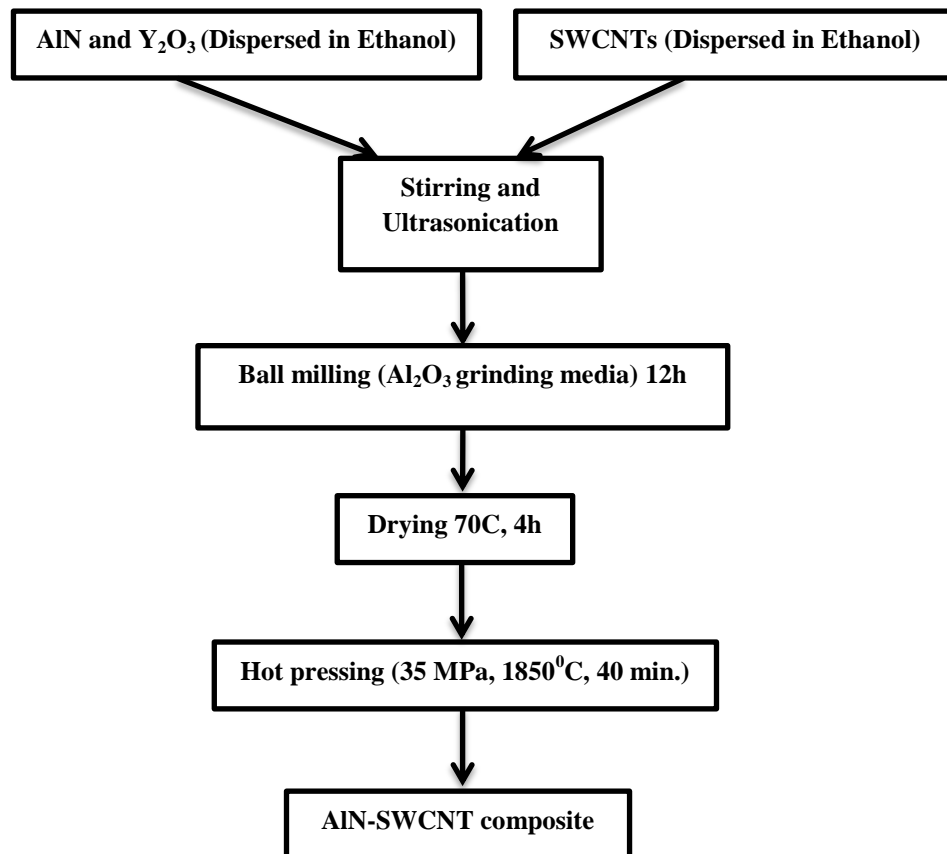 AlN and Y₂O₃ (Dispersed in Ethanol)
SWCNTs (Dispersed in Ethanol)
Stirring and
Ultrasonication
Ball milling (Al₂O₃ grinding media) 12h
Drying 70C, 4h
Hot pressing (35 MPa, 1850⁰C, 40 min.)
AlN-SWCNT composite